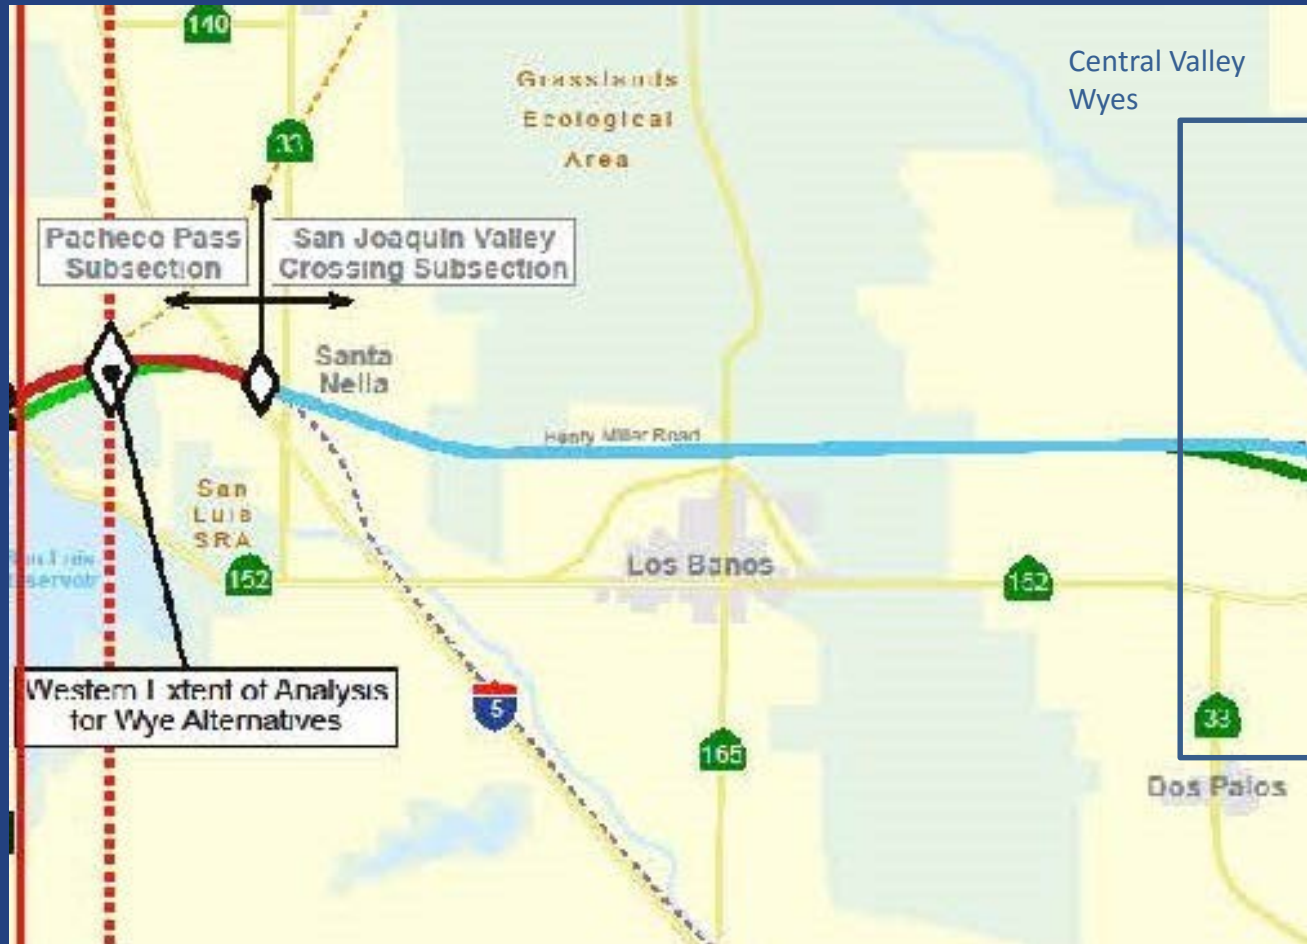 140
Grasslands
Ecological
Area
Central Valley
Wyes
33
Pacheco Pass
Subsection
San Joaquin Valley
Crossing Subsection
Santa
Nella
Henry Miller Road
San
Luis
SRA
152
Los Banos
152
Western Extent of Analysis
for Wye Alternatives
5
165
33
Dos Palos